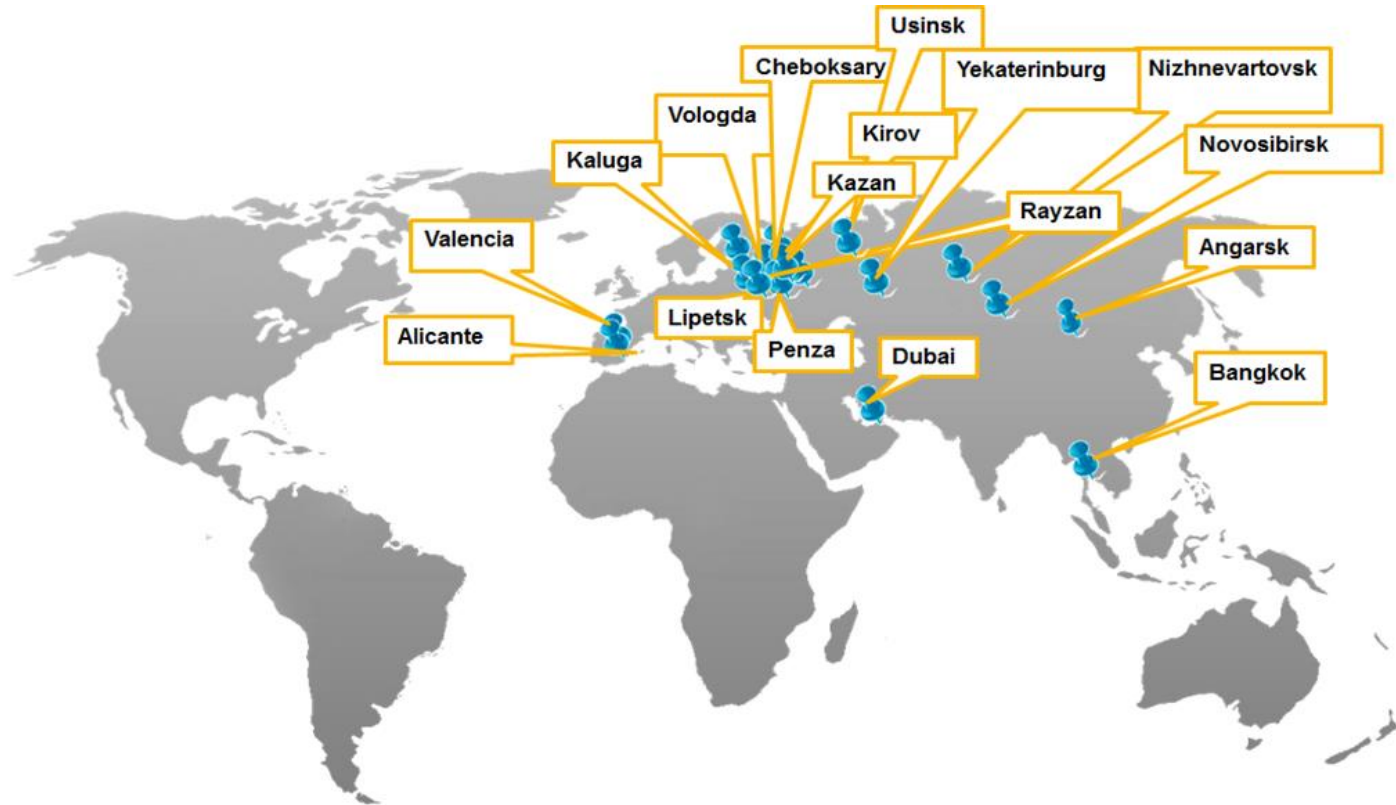 Usinsk
Cheboksary
Yekaterinburg
Nizhnevartovsk
Vologda
Kirov
Novosibirsk
Kaluga
Kazan
Rayzan
Valencia
Angarsk
Lipetsk
Alicante
Penza
Dubai
Bangkok